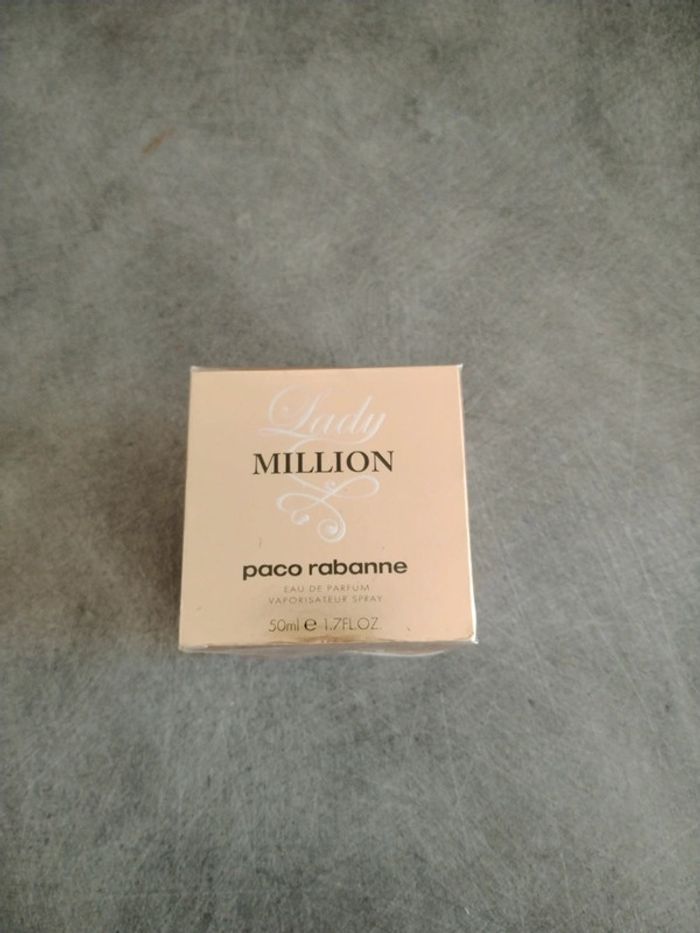 Lady
MILLION
paco rabanne
EAU DE PARFUM
VAPORISATEUR SPRAY
50ml e 1.7FL.OZ.